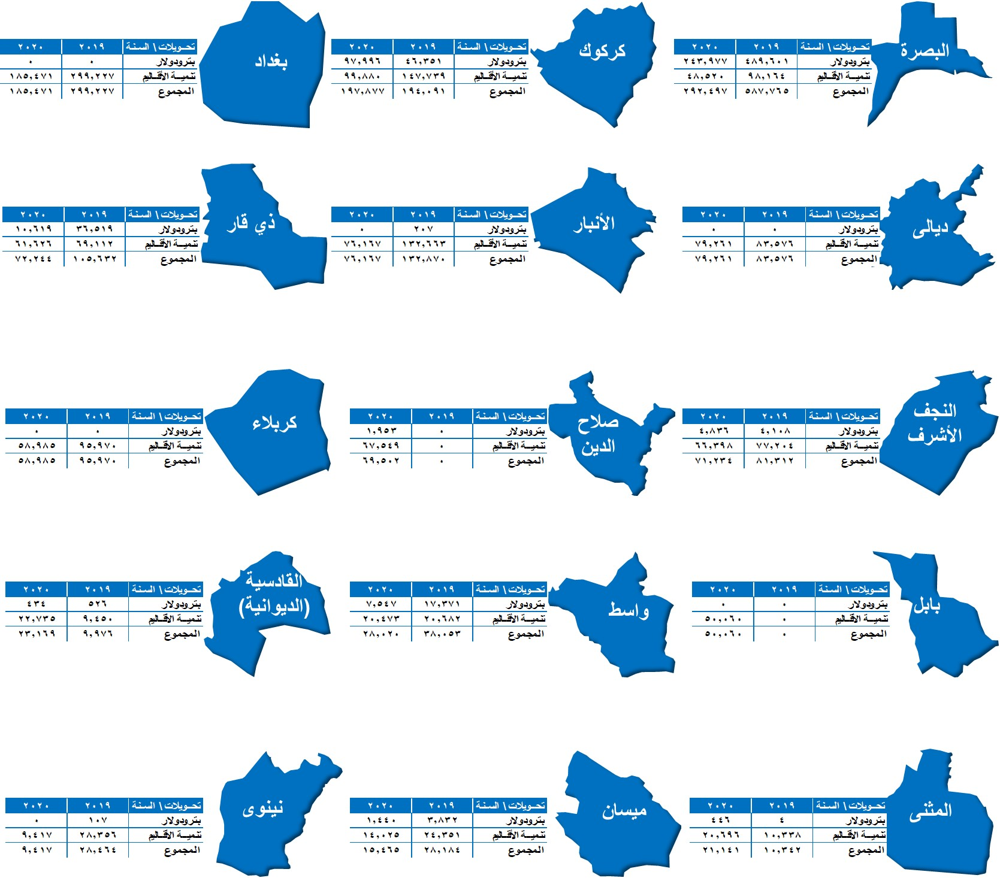 البصرة
تحويلات \ السنة ٢٠١٩ ٢٠٢٠
بترودولار ٤٨٩,٦٠١ ٢٤٣,٩٧٧
تنمية الأقاليم ٩٨,١٦٤ ٤٨,٥٢٠
المجموع ٥٨٧,٧٦٥ ٢٩٢,٤٩٧
كركوك
تحويلات \ السنة ٢٠١٩ ٢٠٢٠
بترودولار ٤٦,٣٥١ ٩٧,٩٩٦
تنمية الأقاليم ١٤٧,٧٣٩ ٩٩,٨٨٠
المجموع ١٩٤,٠٩١ ١٩٧,٨٧٧
بغداد
تحويلات \ السنة ٢٠١٩ ٢٠٢٠
بترودولار ٠ ٠
تنمية الأقاليم ٢٩٩,٢٢٧ ١٨٥,٤٧١
المجموع ٢٩٩,٢٢٧ ١٨٥,٤٧١
ديالى
تحويلات \ السنة ٢٠١٩ ٢٠٢٠
بترودولار ٠ ٠
تنمية الأقاليم ٨٣,٥٧٦ ٧٩,٢٦١
المجموع ٨٣,٥٧٦ ٧٩,٢٦١
الأنبار
تحويلات \ السنة ٢٠١٩ ٢٠٢٠
بترودولار ٢٠٧ ٠
تنمية الأقاليم ١٣٢,٦٦٣ ٧٦,١٦٧
المجموع ١٣٢,٨٧٠ ٧٦,١٦٧
ذي قار
تحويلات \ السنة ٢٠١٩ ٢٠٢٠
بترودولار ٣٦,٥١٩ ١٠,٦١٩
تنمية الأقاليم ٦٩,١١٢ ٦١,٦٢٦
المجموع ١٠٥,٦٣٢ ٧٢,٢٤٤
النجف
الأشرف
تحويلات \ السنة ٢٠١٩ ٢٠٢٠
بترودولار ٤,١٠٨ ٤,٨٣٦
تنمية الأقاليم ٧٧,٢٠٤ ٦٦,٣٩٨
المجموع ٨١,٣١٢ ٧١,٢٣٤
صلاح
الدين
تحويلات \ السنة ٢٠١٩ ٢٠٢٠
بترودولار ٠ ١,٩٥٣
تنمية الأقاليم ٠ ٦٧,٥٤٩
المجموع ٠ ٦٩,٥٠٢
كربلاء
تحويلات \ السنة ٢٠١٩ ٢٠٢٠
بترودولار ٠ ٠
تنمية الأقاليم ٩٥,٩٧٠ ٥٨,٩٨٥
المجموع ٩٥,٩٧٠ ٥٨,٩٨٥
بابل
تحويلات \ السنة ٢٠١٩ ٢٠٢٠
بترودولار ٠ ٠
تنمية الأقاليم ٠ ٥٠,٠٦٠
المجموع ٠ ٥٠,٠٦٠
واسط
تحويلات \ السنة ٢٠١٩ ٢٠٢٠
بترودولار ١٧,٣٧١ ٧,٥٤٧
تنمية الأقاليم ٢٠,٦٨٢ ٢٠,٤٧٣
المجموع ٣٨,٠٥٣ ٢٨,٠٢٠
القادسية
(الديوانية)
تحويلات \ السنة ٢٠١٩ ٢٠٢٠
بترودولار ٥٢٦ ٤٣٤
تنمية الأقاليم ٩,٤٥٠ ٢٢,٧٣٥
المجموع ٩,٩٧٦ ٢٣,١٦٩
المثنى
تحويلات \ السنة ٢٠١٩ ٢٠٢٠
بترودولار ٤ ٤٤٦
تنمية الأقاليم ١٠,٣٣٨ ٢٠,٦٩٦
المجموع ١٠,٣٤٢ ٢١,١٤١
ميسان
تحويلات \ السنة ٢٠١٩ ٢٠٢٠
بترودولار ٣,٨٣٢ ١,٤٤٠
تنمية الأقاليم ٢٤,٣٥١ ١٤,٠٢٥
المجموع ٢٨,١٨٤ ١٥,٤٦٥
نينوى
تحويلات \ السنة ٢٠١٩ ٢٠٢٠
بترودولار ١٠٧ ٠
تنمية الأقاليم ٢٨,٣٥٦ ٩,٤١٧
المجموع ٢٨,٤٦٤ ٩,٤١٧